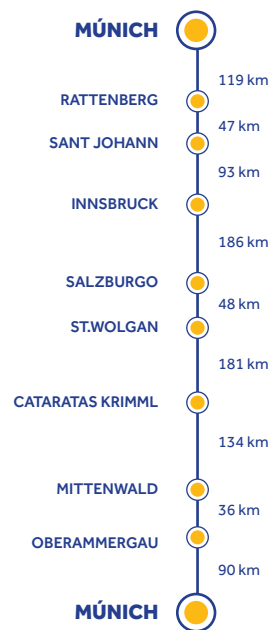 MÚNICH
119 km
RATTENBERG
47 km
SANT JOHANN
93 km
INNSBRUCK
186 km
SALZBURGO
48 km
ST.WOLGAN
181 km
CATARATAS KRIMML
134 km
MITTENWALD
36 km
OBERAMMERGAU
90 km
MÚNICH